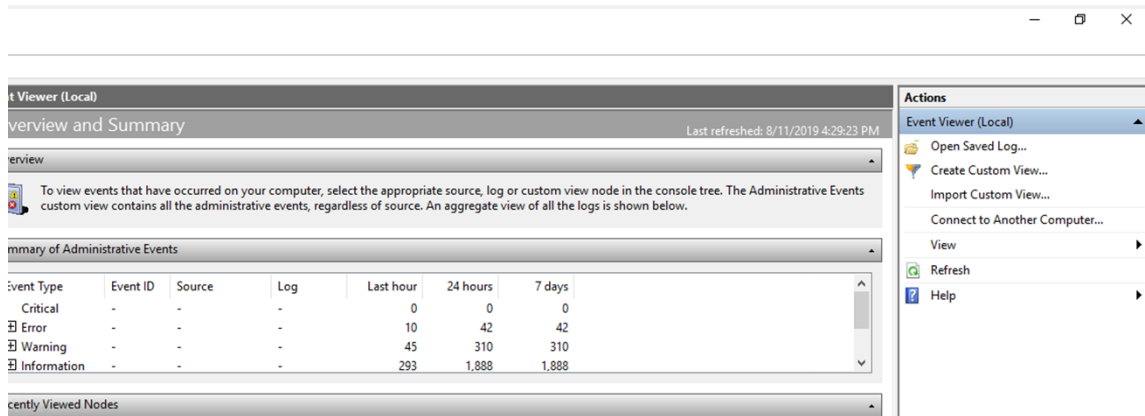 t Viewer (Local)
verview and Summary
Last refreshed: 8/11/2019 4:29:23 PM
erview
To view events that have occurred on your computer, select the appropriate source, log or custom view node in the console tree. The Administrative Events
custom view contains all the administrative events, regardless of source. An aggregate view of all the logs is shown below.
mmary of Administrative Events
Event Type Event ID Source Log Last hour 24 hours 7 days
Critical - - - 0 0 0
Error - - - 10 42 42
Warning - - - 45 310 310
Information - - - 293 1,888 1,888
cently Viewed Nodes
Actions
Event Viewer (Local)
Open Saved Log...
Create Custom View...
Import Custom View...
Connect to Another Computer...
View
Refresh
Help